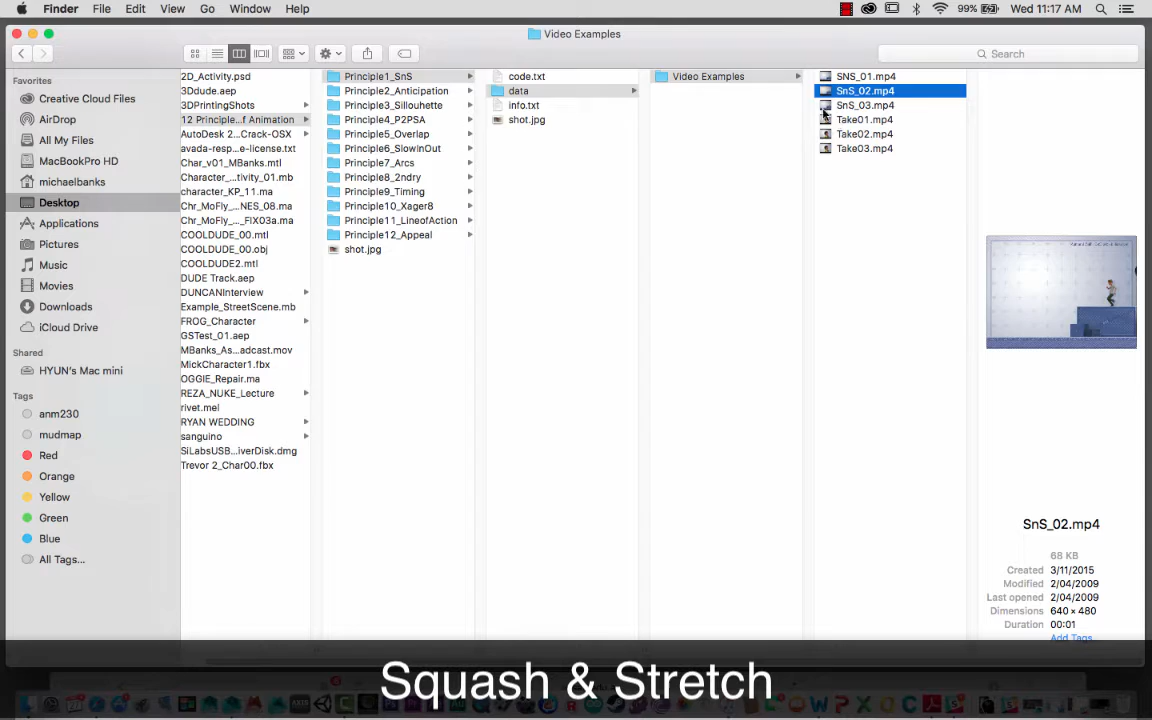 Finder File Edit View Go Window Help
99% Wed 11:17 AM
Video Examples
Search
Favorites
Creative Cloud Files
AirDrop
All My Files
MacBookPro HD
michaelbanks
Desktop
Applications
Pictures
Music
Movies
Downloads
iCloud Drive
Shared
HYUN's Mac mini
Tags
anm230
mudmap
Red
Orange
Yellow
Green
Blue
All Tags...
2D_Activity.psd
3Ddude.aep
3DPrintingShots
12 Principle...f Animation
AutoDesk 2...Crack-OSX
avada-resp...e-license.txt
Char_v01_MBanks.mtl
Character_...tivity_01.mb
character_KP_11.ma
Chr_MoFly_...NES_08.ma
Chr_MoFly_..._FIX03a.ma
COOLDUDE_00.mtl
COOLDUDE_00.obj
COOLDUDE2.mtl
DUDE Track.aep
DUNCANInterview
Example_StreetScene.mb
FROG_Character
GSTest_01.aep
MBanks_As...adcast.mov
MickCharacter1.fbx
OGGIE_Repair.ma
REZA_NUKE_Lecture
rivet.mel
RYAN WEDDING
sanguino
SiLabsUSB...iverDisk.dmg
Trevor 2_Char00.fbx
Principle1_SnS
Principle2_Anticipation
Principle3_Sillouhette
Principle4_P2PSA
Principle5_Overlap
Principle6_SlowinOut
Principle7_Arcs
Principle8_2ndry
Principle9_Timing
Principle10_Xager8
Principle11_LineofAction
Principle12_Appeal
shot.jpg
code.txt
data
info.txt
shot.jpg
Video Examples
SNS_01.mp4
SnS_02.mp4
SnS_03.mp4
Take01.mp4
Take02.mp4
Take03.mp4
SnS_02.mp4
68 KB
Created 3/11/2015
Modified 2/04/2009
Last opened 2/04/2009
Dimensions 640 × 480
Duration 00:01
Add Tags...
Squash & Stretch